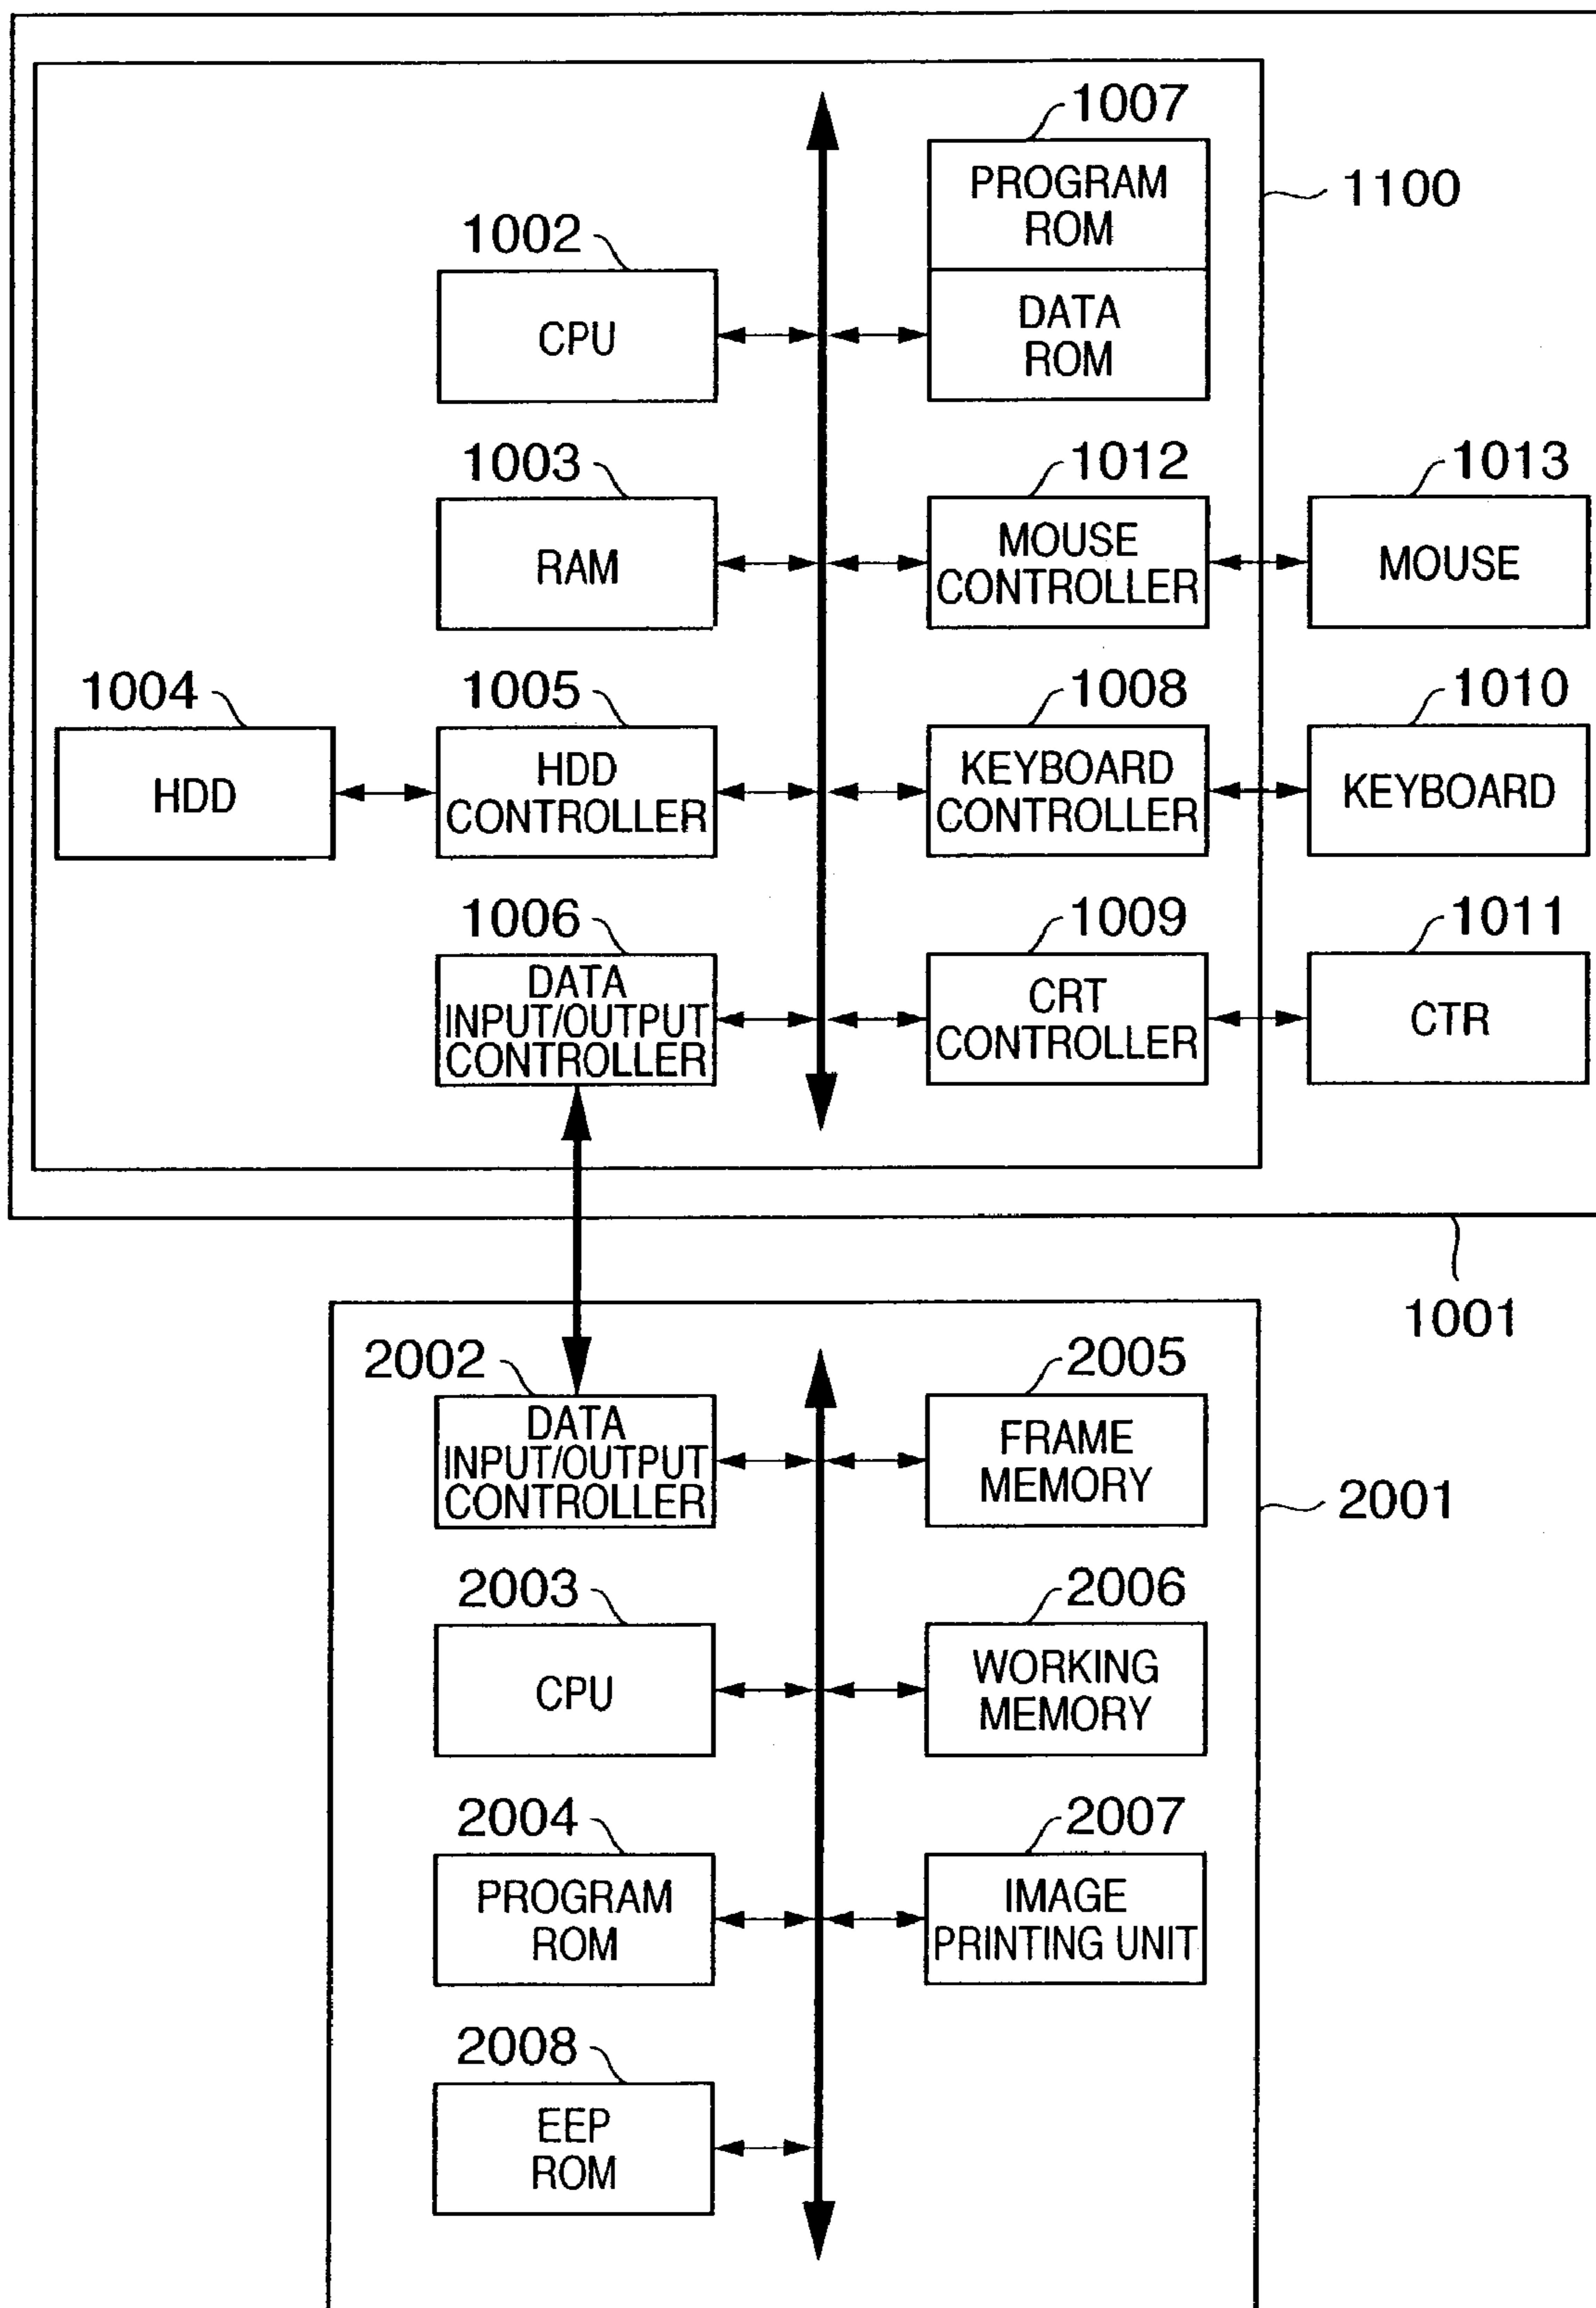 1007
PROGRAM
ROM
1100
1002
CPU
DATA
ROM
1003
RAM
1012
MOUSE
CONTROLLER
1013
MOUSE
1004
HDD
1005
HDD
CONTROLLER
1008
KEYBOARD
CONTROLLER
1010
KEYBOARD
1006
DATA
INPUT/OUTPUT
CONTROLLER
1009
CRT
CONTROLLER
1011
CTR
1001
2002
DATA
INPUT/OUTPUT
CONTROLLER
2005
FRAME
MEMORY
2001
2003
CPU
2006
WORKING
MEMORY
2004
PROGRAM
ROM
2007
IMAGE
PRINTING UNIT
2008
EEP
ROM